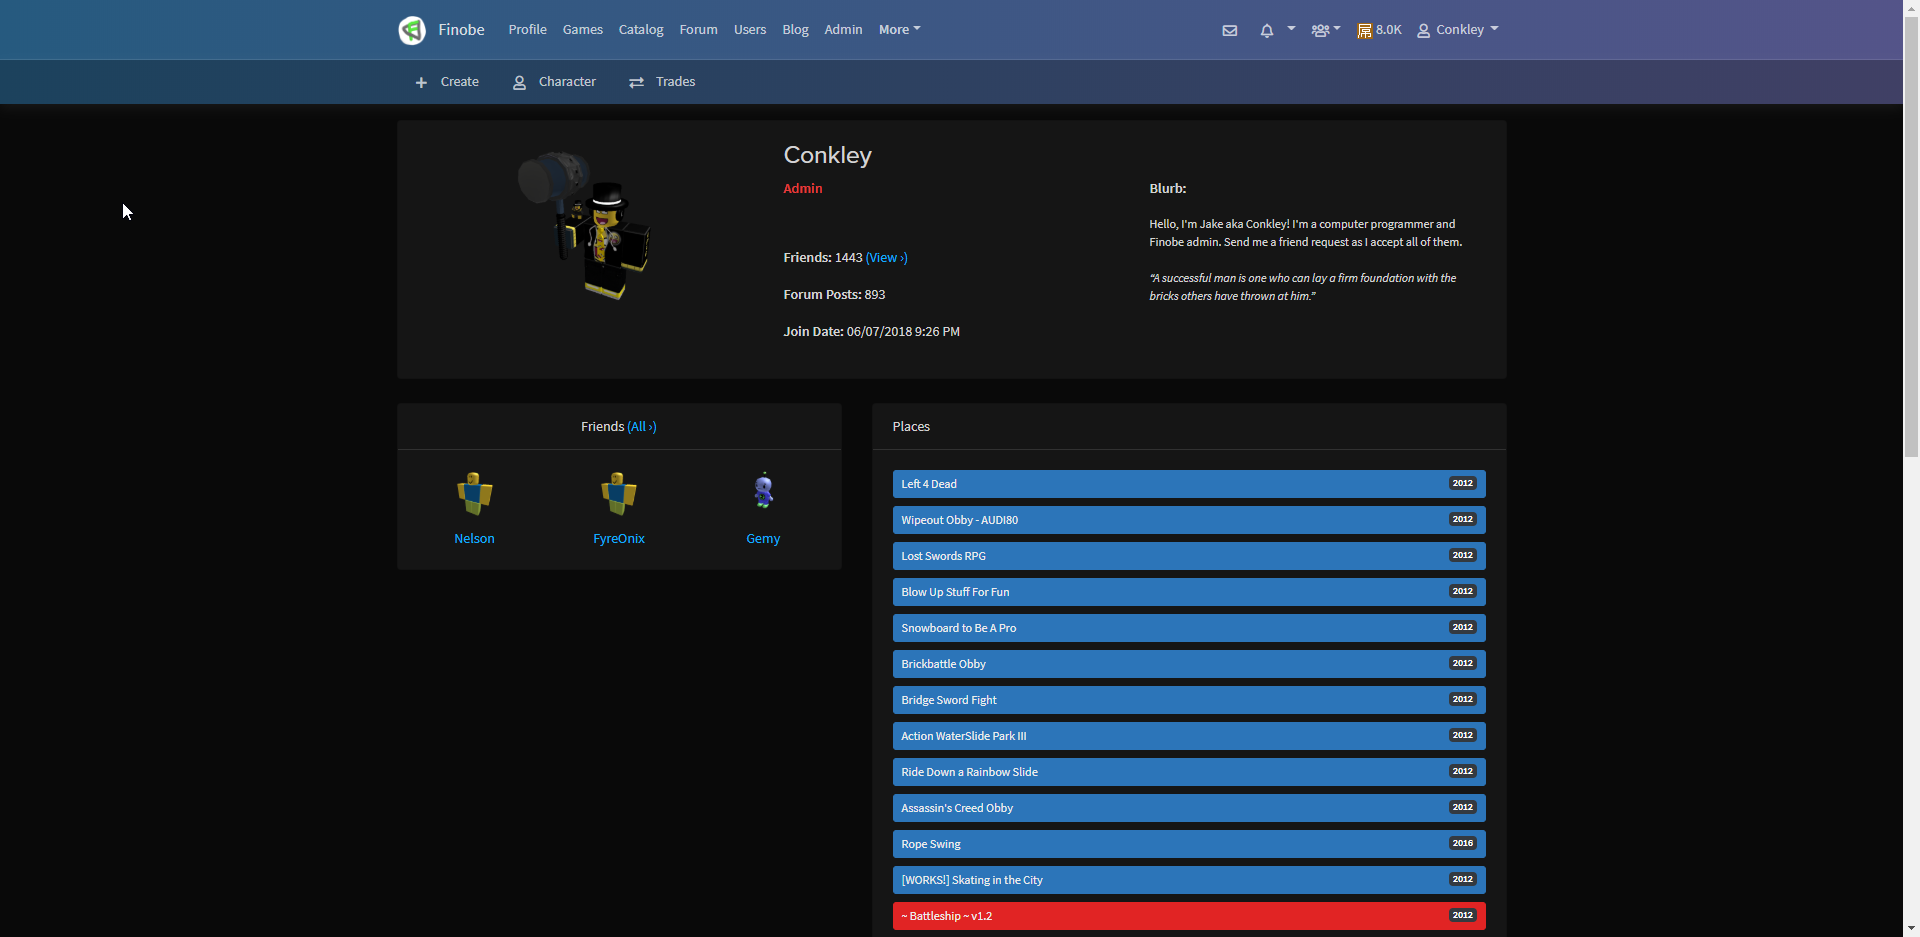 Finobe Profile Games Catalog Forum Users Blog Admin More 8.0K Conkley
Create Character Trades
Conkley
Admin
Friends: 1443 (View ›)
Forum Posts: 893
Join Date: 06/07/2018 9:26 PM
Blurb:
Hello, I'm Jake aka Conkley! I'm a computer programmer and
Finobe admin. Send me a friend request as I accept all of them.
“A successful man is one who can lay a firm foundation with the
bricks others have thrown at him.”
Friends (All ›)
Nelson FyreOnix Gemy
Places
Left 4 Dead 2012
Wipeout Obby - AUDI80 2012
Lost Swords RPG 2012
Blow Up Stuff For Fun 2012
Snowboard to Be A Pro 2012
Brickbattle Obby 2012
Bridge Sword Fight 2012
Action WaterSlide Park III 2012
Ride Down a Rainbow Slide 2012
Assassin's Creed Obby 2012
Rope Swing 2016
[WORKS!] Skating in the City 2012
~ Battleship ~ v1.2 2012